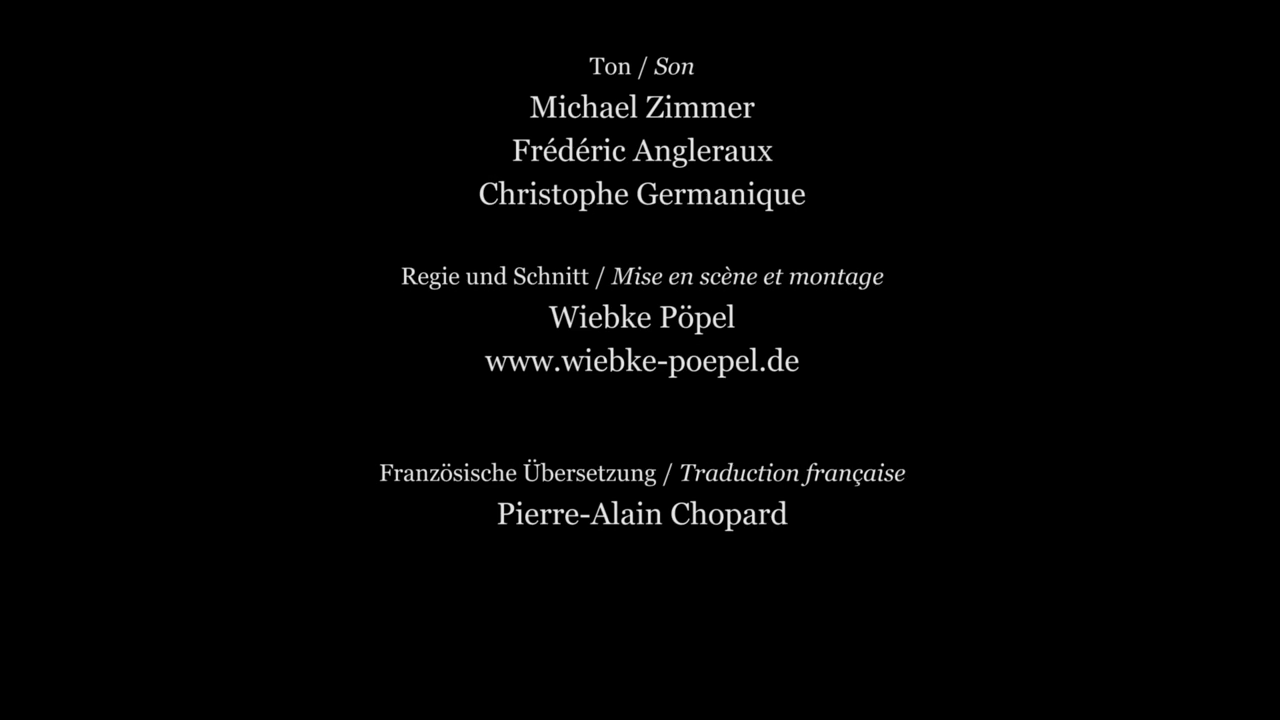 Ton / Son
Michael Zimmer
Frédéric Angleraux
Christophe Germanique
Regie und Schnitt / Mise en scène et montage
Wiebke Pöpel
www.wiebke-poepel.de
Französische Übersetzung / Traduction française
Pierre-Alain Chopard